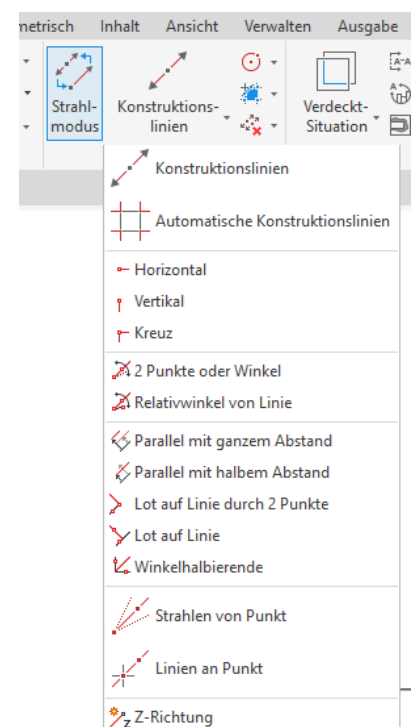 netrisch Inhalt Ansicht Verwalten Ausgabe
Strahl-
modus
Konstruktions-
linien
Verdeckt-
Situation
Konstruktionslinien
Automatische Konstruktionslinien
Horizontal
Vertikal
Kreuz
2 Punkte oder Winkel
Relativwinkel von Linie
Parallel mit ganzem Abstand
Parallel mit halbem Abstand
Lot auf Linie durch 2 Punkte
Lot auf Linie
Winkelhalbierende
Strahlen von Punkt
Linien an Punkt
Z-Richtung